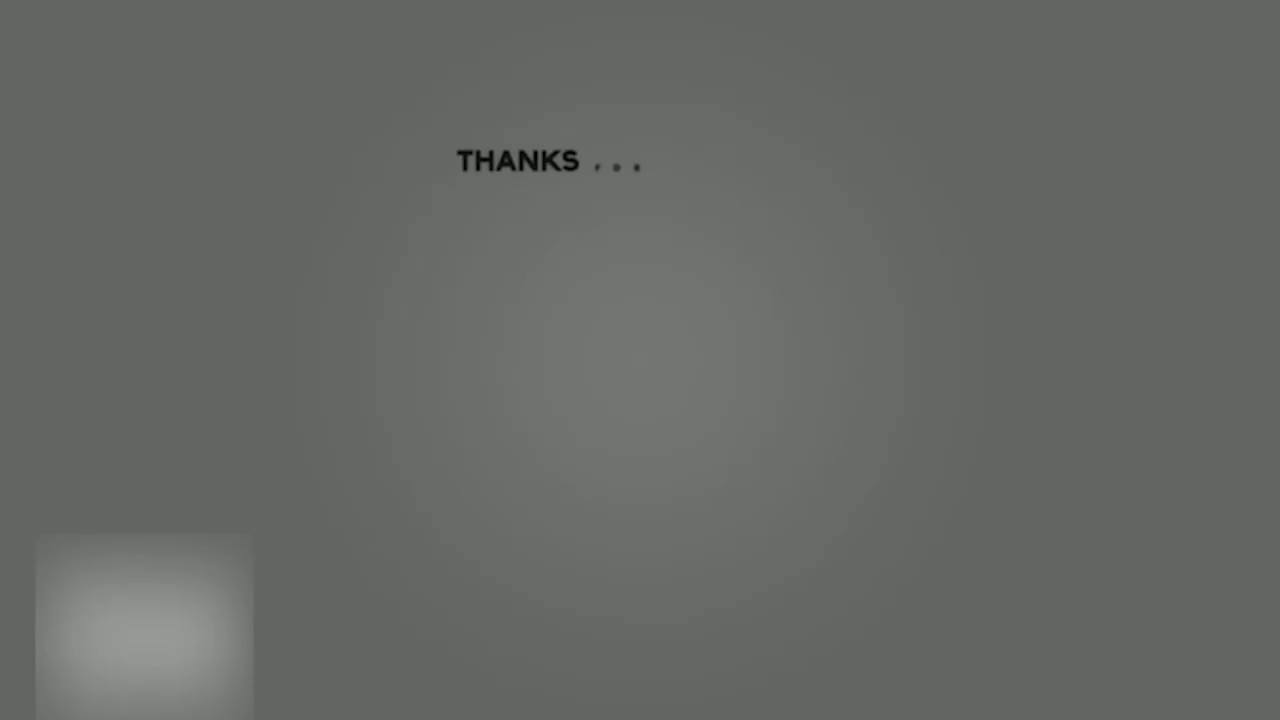 THANKS . . .